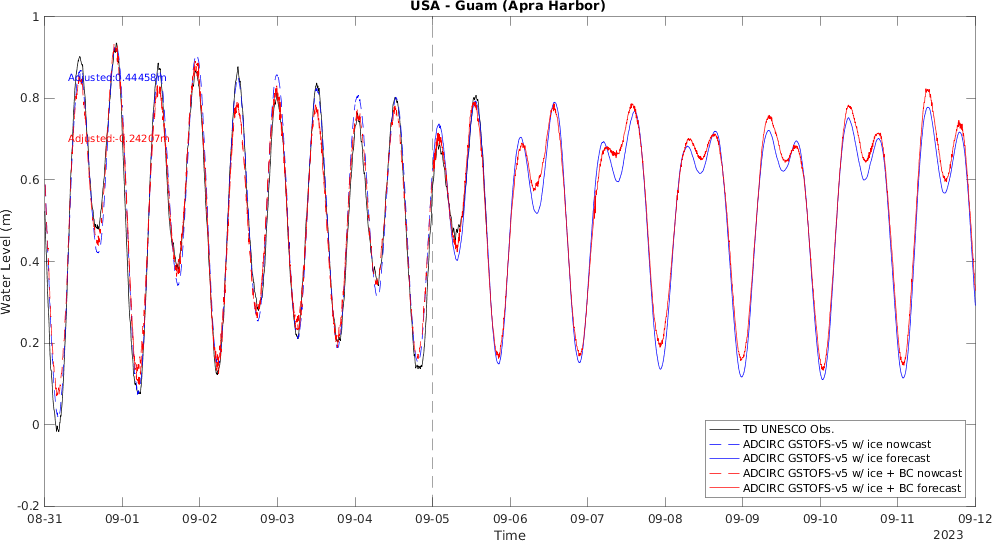 USA - Guam (Apra Harbor)
1
0.8
0.6
0.4
0.2
0
-0.2
Water Level (m)
Adjusted:0.44458m
Adjusted:-0.24207m
TD UNESCO Obs.
ADCIRC GSTOFS-v5 w/ ice nowcast
ADCIRC GSTOFS-v5 w/ ice forecast
ADCIRC GSTOFS-v5 w/ ice + BC nowcast
ADCIRC GSTOFS-v5 w/ ice + BC forecast
08-31 09-01 09-02 09-03 09-04 09-05 09-06 09-07 09-08 09-09 09-10 09-11 09-12
Time
2023